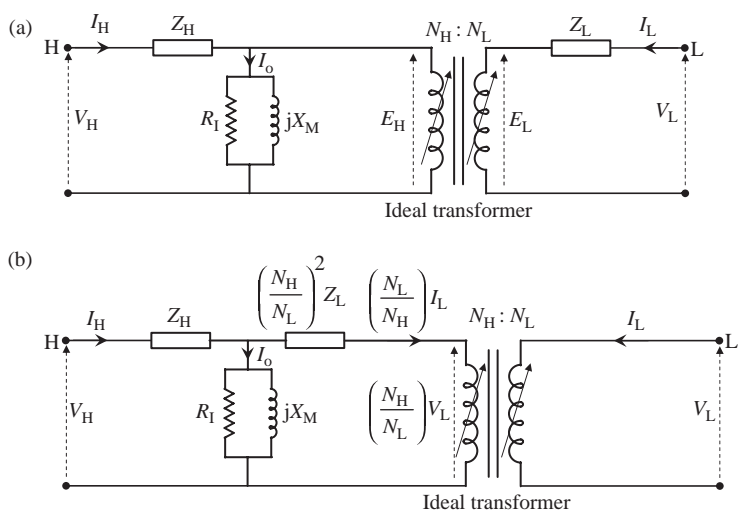 (a)
H I_H Z_H N_H : N_L Z_L I_L L
I_o
V_H R_I jX_M E_H E_L V_L
Ideal transformer
(b)
(N_H/N_L)^2 Z_L (N_L/N_H) I_L
H I_H Z_H N_H : N_L I_L L
I_o
V_H R_I jX_M (N_H/N_L) V_L V_L
Ideal transformer